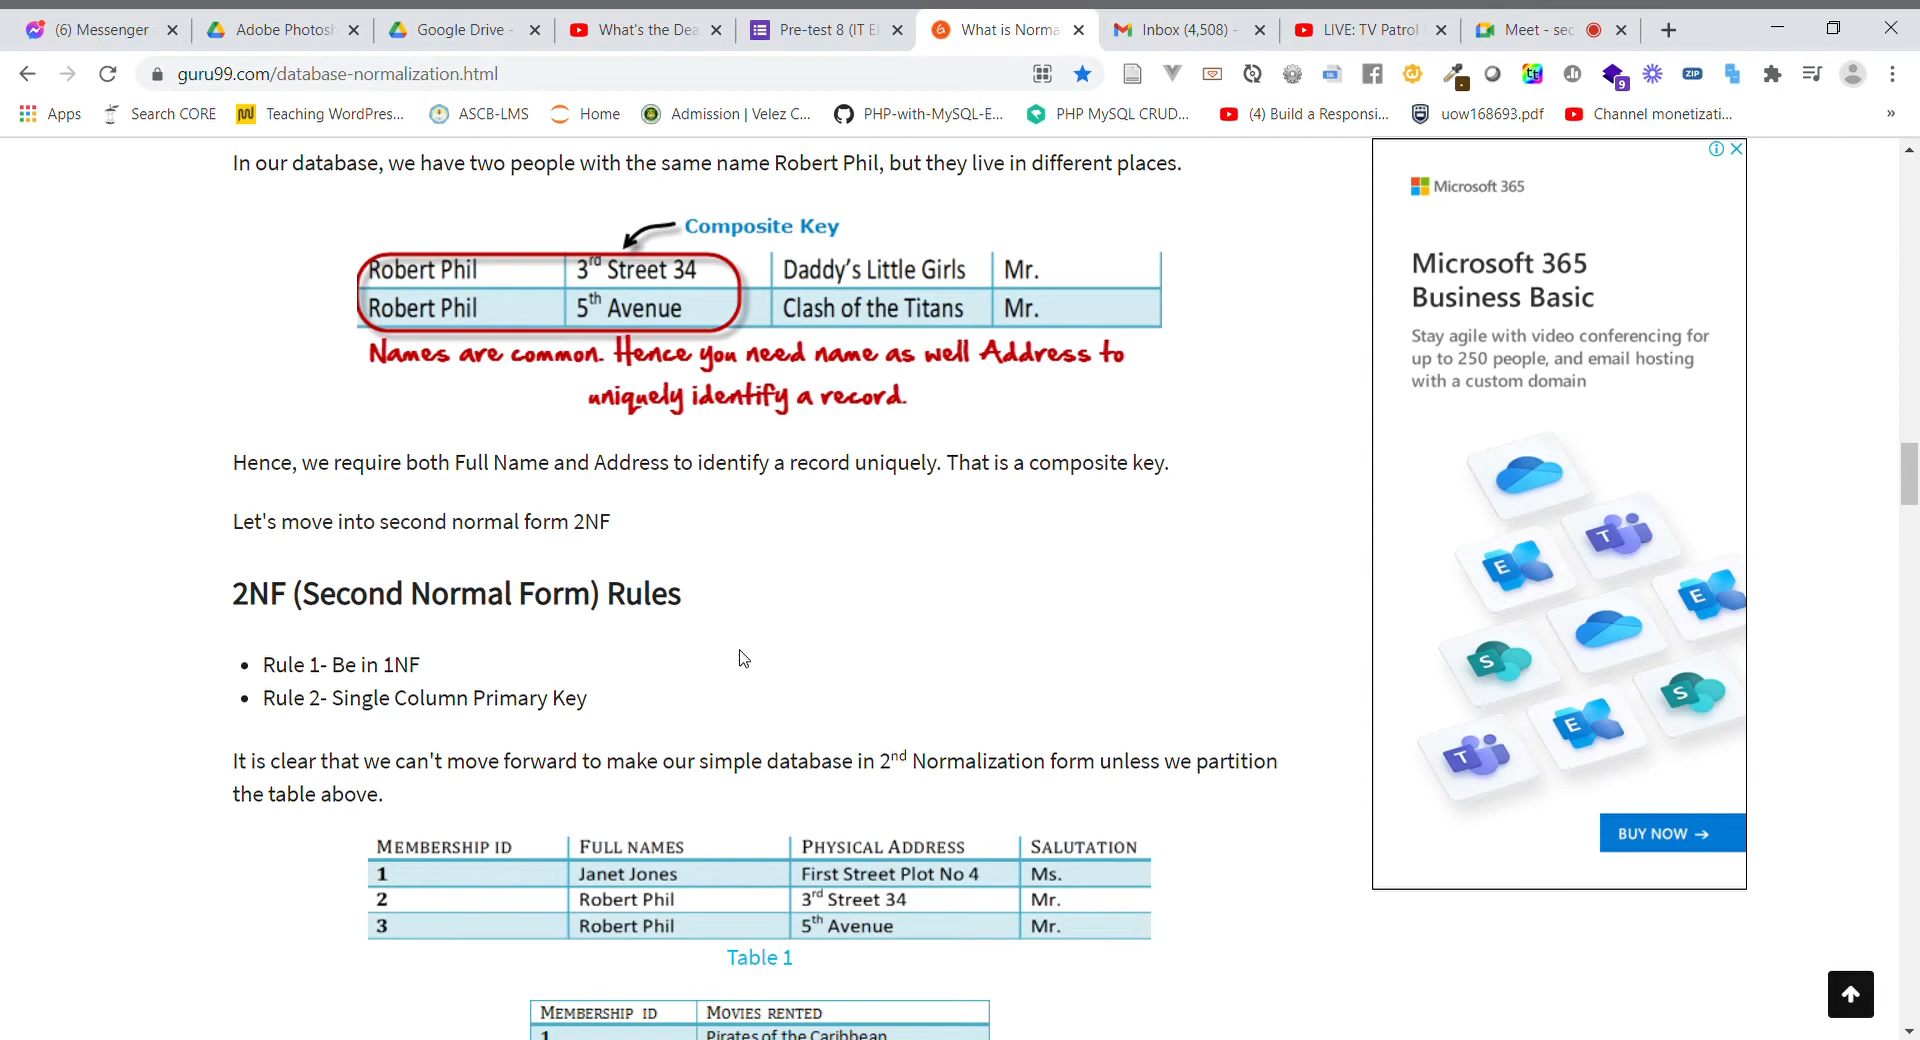 (6) Messenger
Adobe Photosh
Google Drive -
What's the Dea
Pre-test 8 (IT El
What is Norma
Inbox (4,508) -
LIVE: TV Patrol
Meet - sec
guru99.com/database-normalization.html
9
ZIP
Apps
Search CORE
Teaching WordPres...
ASCB-LMS
Home
Admission | Velez C...
PHP-with-MySQL-E...
PHP MySQL CRUD...
(4) Build a Responsi...
uow168693.pdf
Channel monetizati...
»
In our database, we have two people with the same name Robert Phil, but they live in different places.
Composite Key
Robert Phil 3rd Street 34 Daddy's Little Girls Mr.
Robert Phil 5th Avenue Clash of the Titans Mr.
Names are common. Hence you need name as well Address to
uniquely identify a record.
Hence, we require both Full Name and Address to identify a record uniquely. That is a composite key.
Let's move into second normal form 2NF
2NF (Second Normal Form) Rules
• Rule 1- Be in 1NF
• Rule 2- Single Column Primary Key
It is clear that we can't move forward to make our simple database in 2nd Normalization form unless we partition
the table above.
MEMBERSHIP ID FULL NAMES PHYSICAL ADDRESS SALUTATION
1 Janet Jones First Street Plot No 4 Ms.
2 Robert Phil 3rd Street 34 Mr.
3 Robert Phil 5th Avenue Mr.
Table 1
MEMBERSHIP ID MOVIES RENTED
1 Pirates of the Caribbean
Microsoft 365
Microsoft 365
Business Basic
Stay agile with video conferencing for
up to 250 people, and email hosting
with a custom domain
T
E
E
S
S
E
T
BUY NOW →